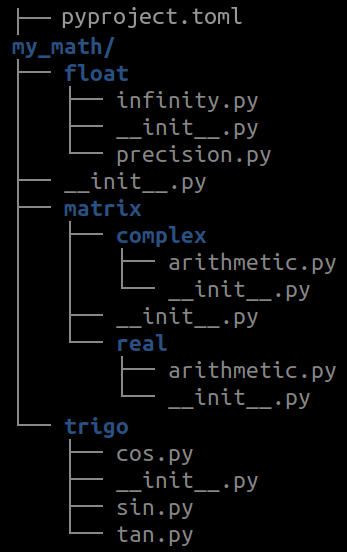 pyproject.toml
my_math/
float
infinity.py
__init__.py
precision.py
__init__.py
matrix
complex
arithmetic.py
__init__.py
__init__.py
real
arithmetic.py
__init__.py
trigo
cos.py
__init__.py
sin.py
tan.py